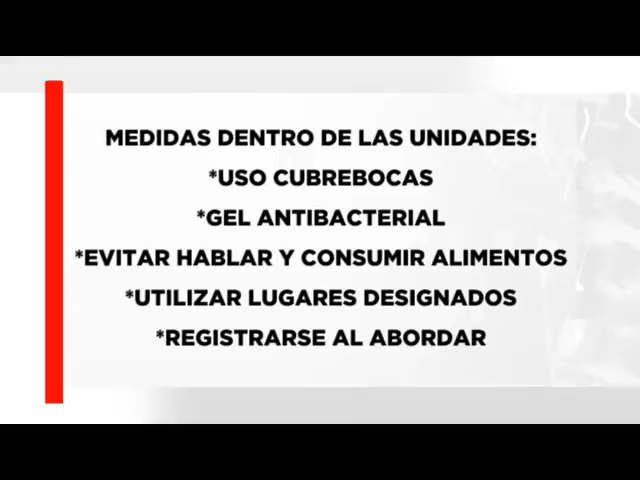 MEDIDAS DENTRO DE LAS UNIDADES:
*USO CUBREBOCAS
*GEL ANTIBACTERIAL
*EVITAR HABLAR Y CONSUMIR ALIMENTOS
*UTILIZAR LUGARES DESIGNADOS
*REGISTRARSE AL ABORDAR